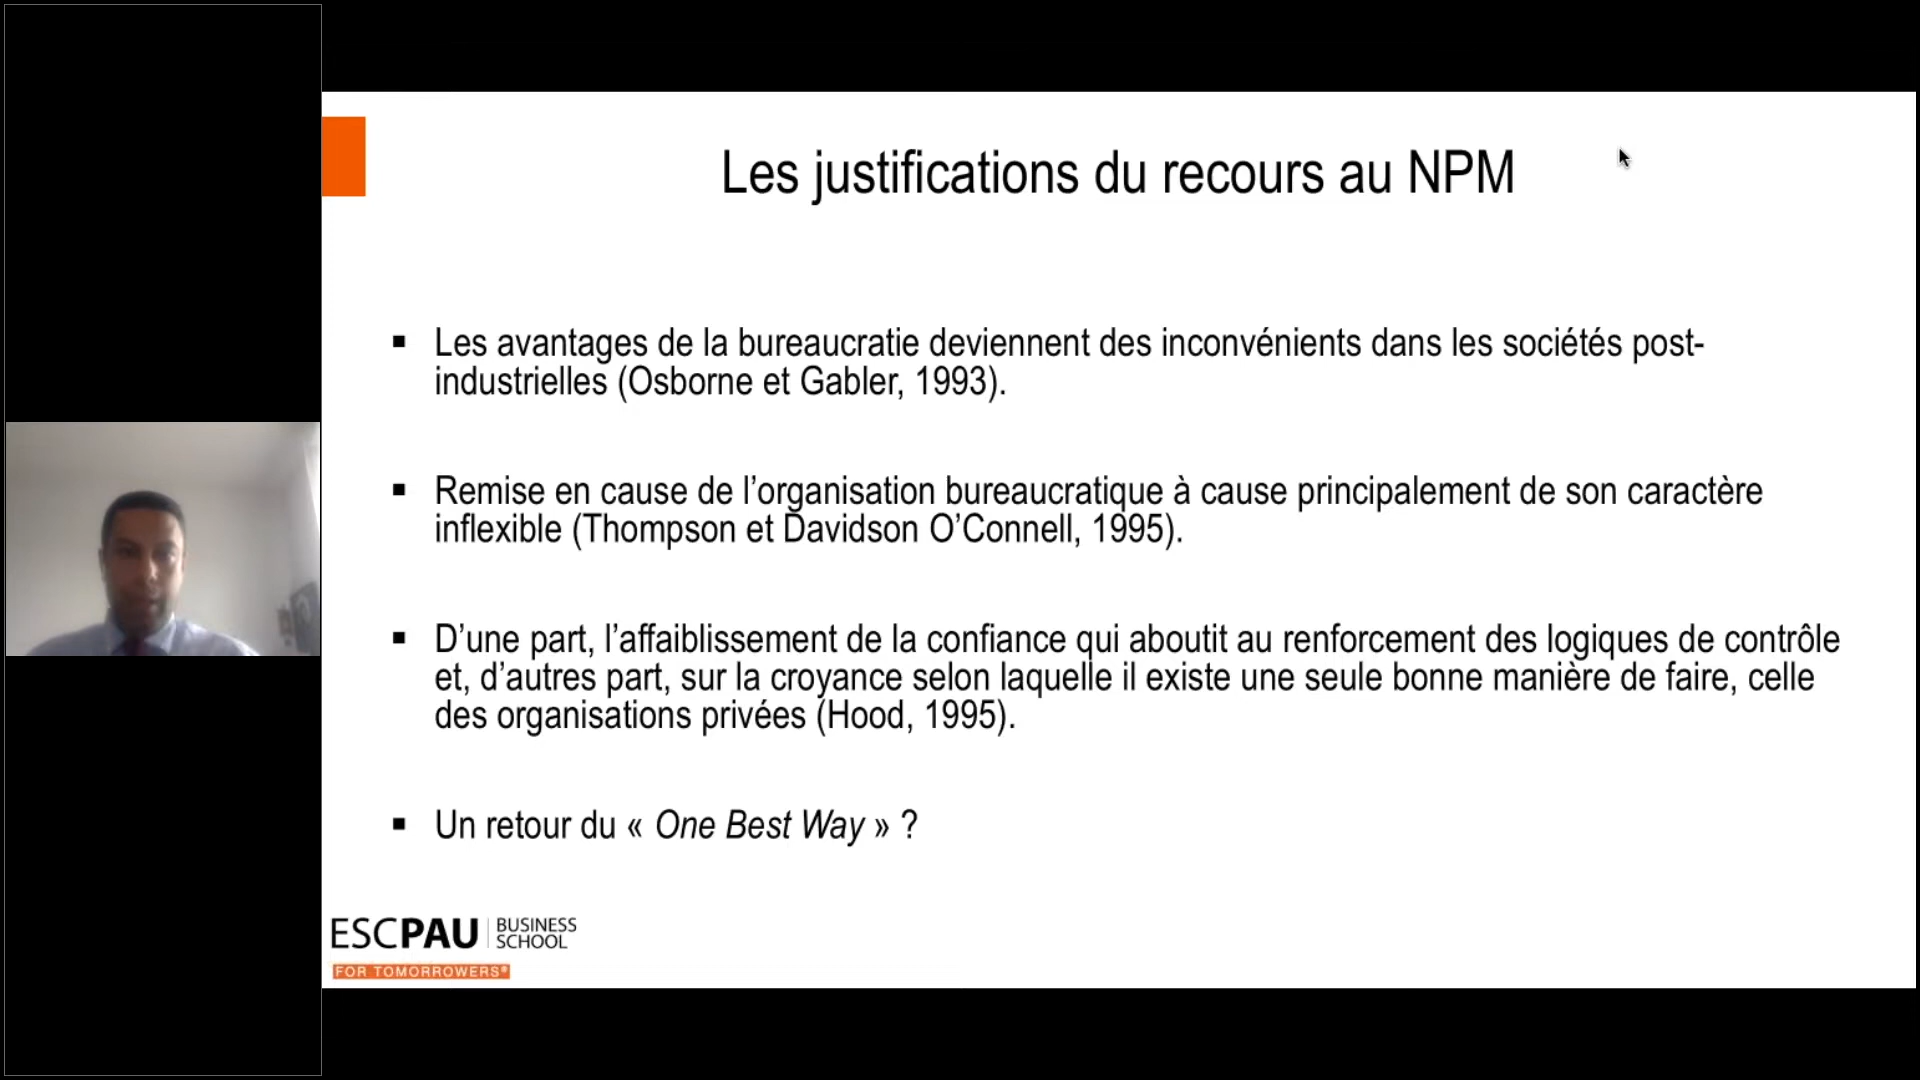 Les justifications du recours au NPM
▪ Les avantages de la bureaucratie deviennent des inconvénients dans les sociétés post-
industrielles (Osborne et Gabler, 1993).
▪ Remise en cause de l’organisation bureaucratique à cause principalement de son caractère
inflexible (Thompson et Davidson O’Connell, 1995).
▪ D’une part, l’affaiblissement de la confiance qui aboutit au renforcement des logiques de contrôle
et, d’autres part, sur la croyance selon laquelle il existe une seule bonne manière de faire, celle
des organisations privées (Hood, 1995).
▪ Un retour du « One Best Way » ?
ESCPAU BUSINESS
SCHOOL
FOR TOMORROWERS®